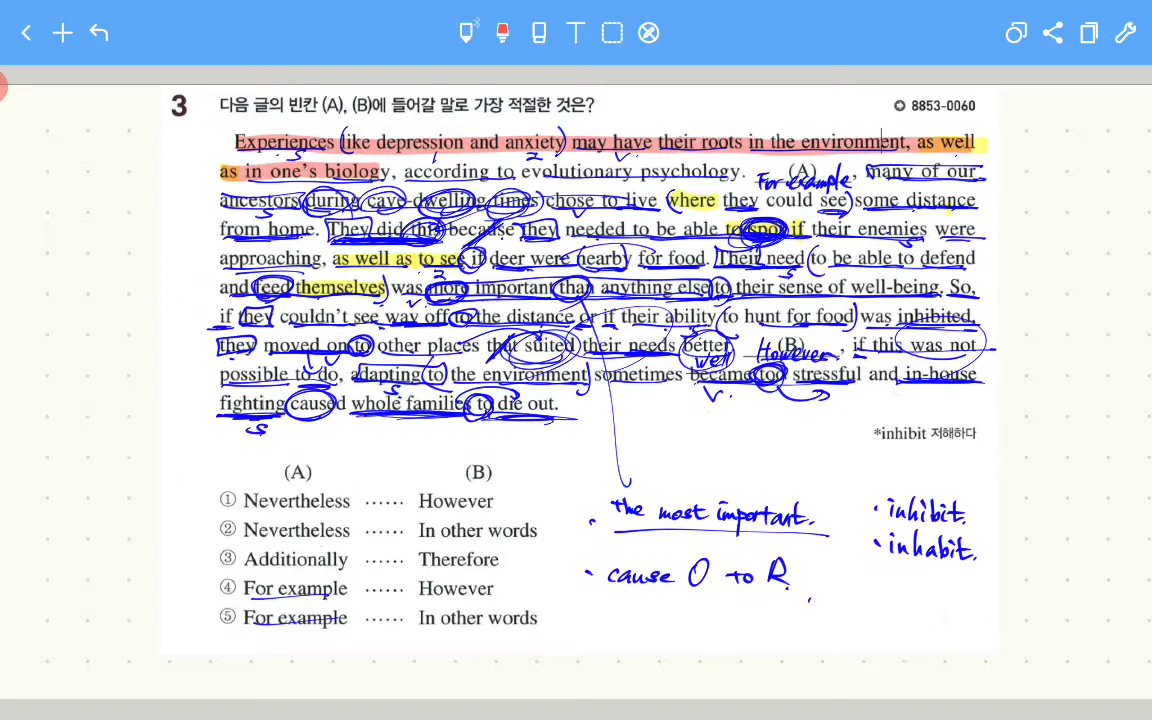 3 다음 글의 빈칸 (A), (B)에 들어갈 말로 가장 적절한 것은? 8853-0060
Experiences (like depression and anxiety) may have their roots in the environment, as well
as in one's biology, according to evolutionary psychology. (A) For example, many of our
ancestors during cave-dwelling times chose to live (where they could see) some distance
from home. They did this because they needed to be able to spot if their enemies were
approaching, as well as to see if deer were nearby for food. Their need (to be able to defend
and feed themselves) was more important than anything else to their sense of well-being. So,
if they couldn't see way off to the distance or if their ability (to hunt for food) was inhibited,
they moved on to other places that suited their needs better. well (B) However, if this was not
possible to do, adapting to the environment sometimes became too stressful and in-house
fighting caused whole families to die out.
*inhibit 저해하다
(A) (B)
① Nevertheless ...... However
② Nevertheless ...... In other words
③ Additionally ...... Therefore
④ For example ...... However
⑤ For example ...... In other words
· the most important.
· cause O to R
· inhibit.
· inhabit.